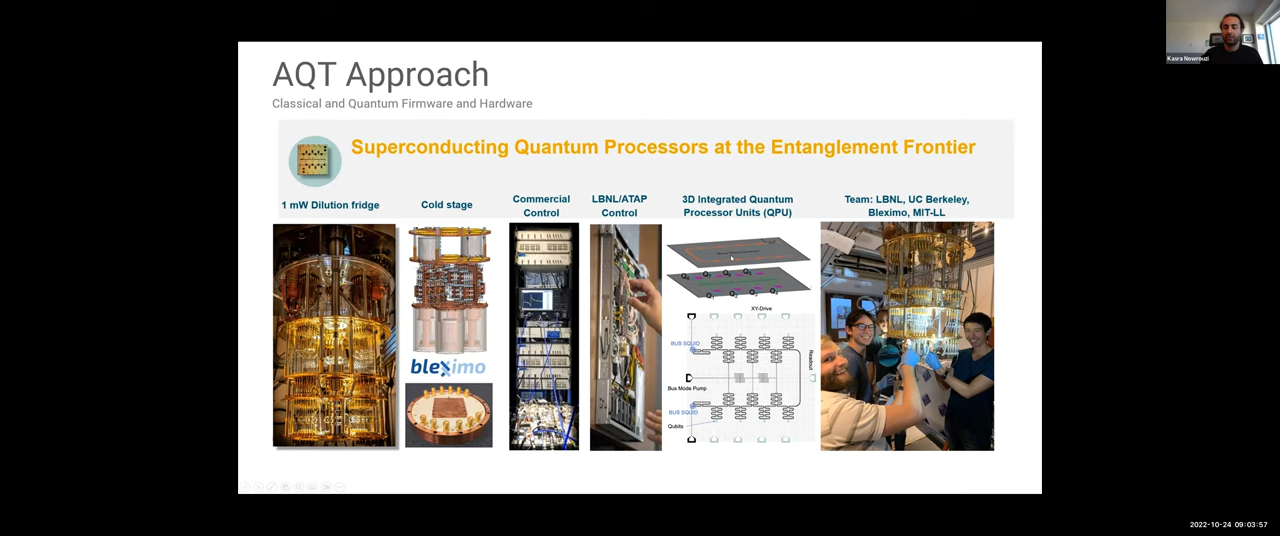 Kasra Nowrouzi
AQT Approach
Classical and Quantum Firmware and Hardware
Superconducting Quantum Processors at the Entanglement Frontier
1 mW Dilution fridge
Cold stage
Commercial
Control
LBNL/ATAP
Control
3D Integrated Quantum
Processor Units (QPU)
Team: LBNL, UC Berkeley,
Bleximo, MIT-LL
bleximo
XY-Drive
BUS SQUID
Readout
Bus Mode Pump
BUS SQUID
Qubits
2022-10-24 09:03:57